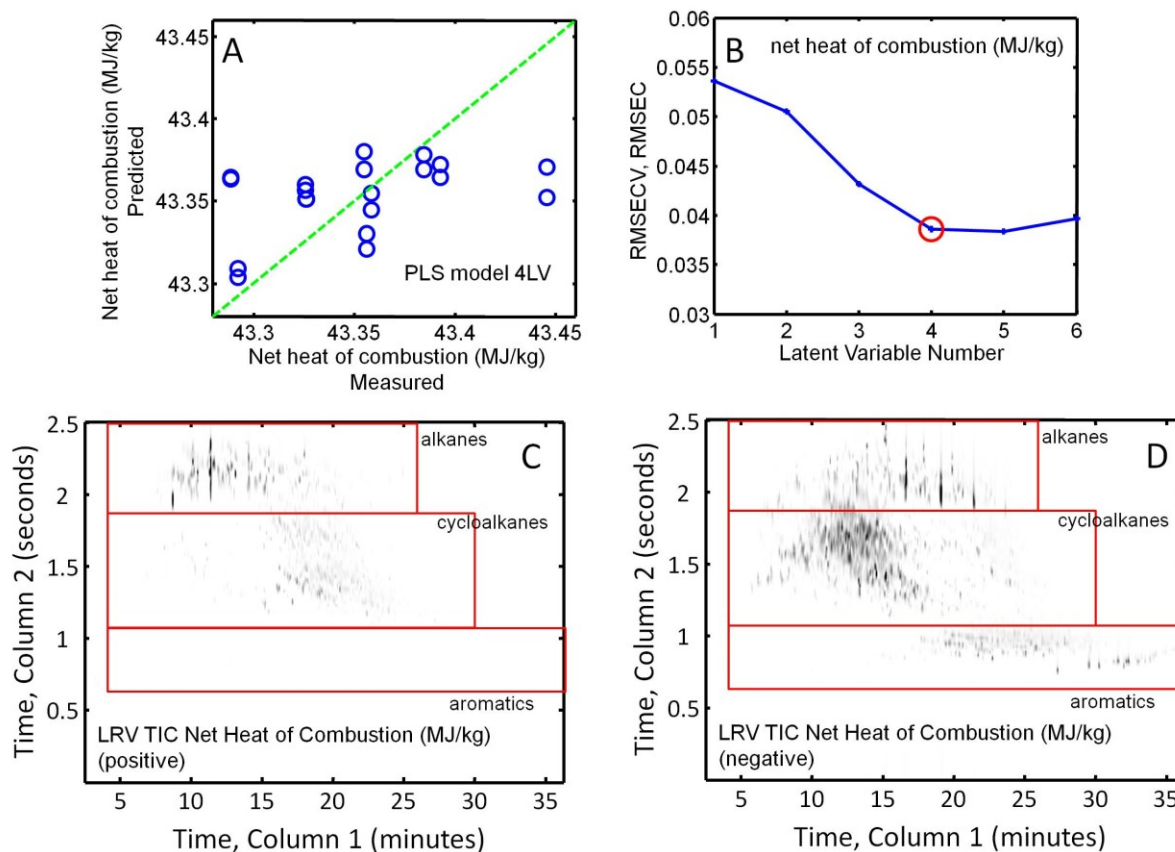 A
Net heat of combustion (MJ/kg)
Predicted
43.45
43.4
43.35
43.3
PLS model 4LV
43.3
43.35
43.4
43.45
Net heat of combustion (MJ/kg)
Measured
B
net heat of combustion (MJ/kg)
RMSECV, RMSEC
0.06
0.055
0.05
0.045
0.04
0.035
0.03
1
2
3
4
5
6
Latent Variable Number
C
Time, Column 2 (seconds)
2.5
2
1.5
1
0.5
alkanes
cycloalkanes
aromatics
LRV TIC Net Heat of Combustion (MJ/kg)
(positive)
5
10
15
20
25
30
35
Time, Column 1 (minutes)
D
Time, Column 2 (seconds)
2.5
2
1.5
1
0.5
alkanes
cycloalkanes
aromatics
LRV TIC Net Heat of Combustion (MJ/kg)
(negative)
5
10
15
20
25
30
35
Time, Column 1 (minutes)